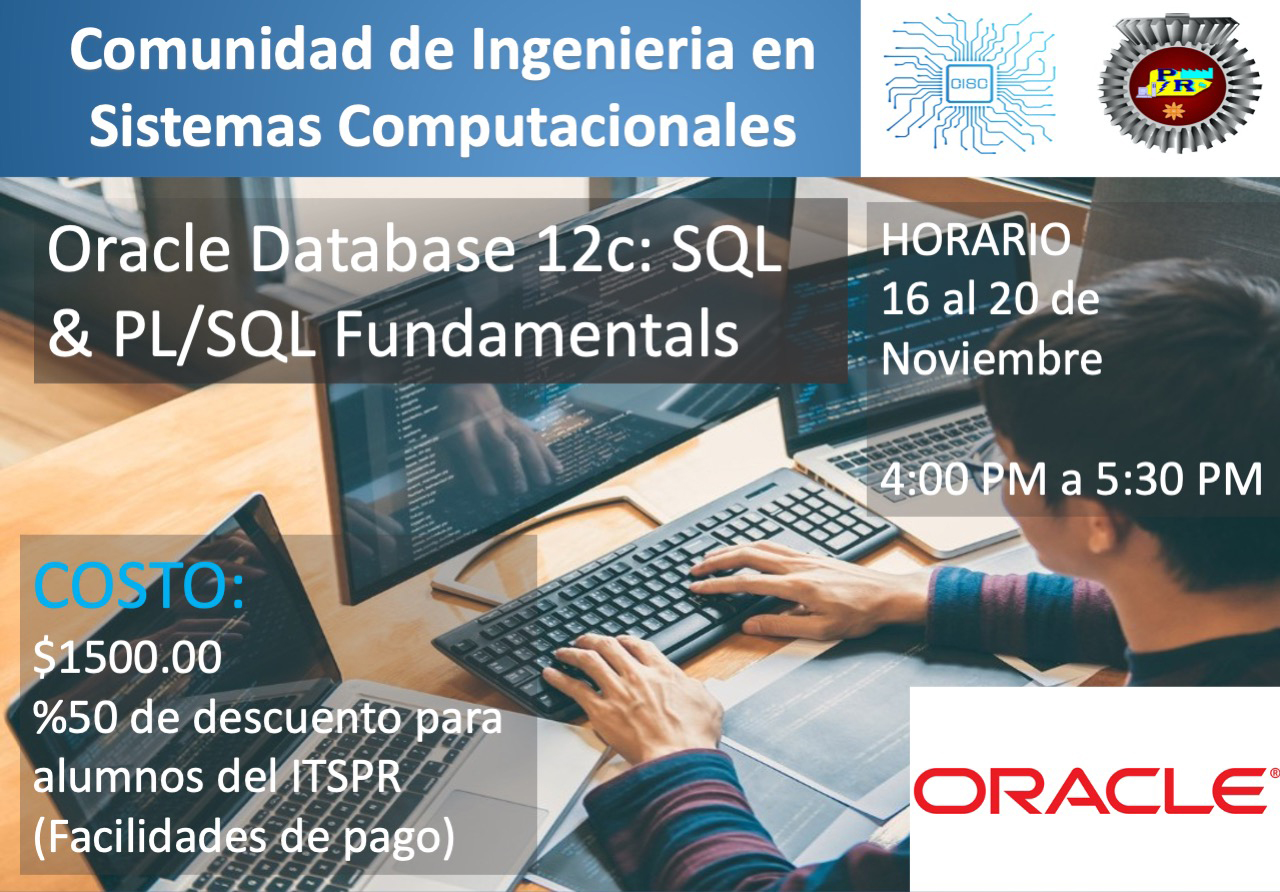 Comunidad de Ingenieria en
Sistemas Computacionales
CISC
P
R
Oracle Database 12c: SQL
& PL/SQL Fundamentals
HORARIO
16 al 20 de
Noviembre
4:00 PM a 5:30 PM
COSTO:
$1500.00
%50 de descuento para
alumnos del ITSPR
(Facilidades de pago)
ORACLE®